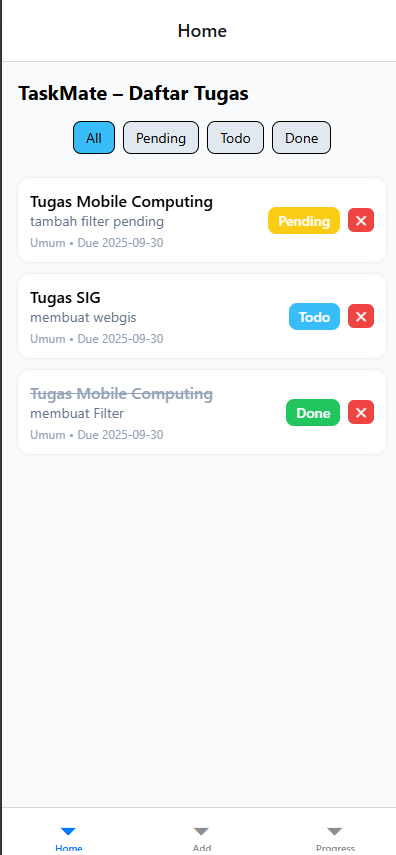 Home
TaskMate – Daftar Tugas
All Pending Todo Done
Tugas Mobile Computing
tambah filter pending
Umum • Due 2025-09-30
Pending ✕
Tugas SIG
membuat webgis
Umum • Due 2025-09-30
Todo ✕
Tugas Mobile Computing
membuat Filter
Umum • Due 2025-09-30
Done ✕
Home Add Progress